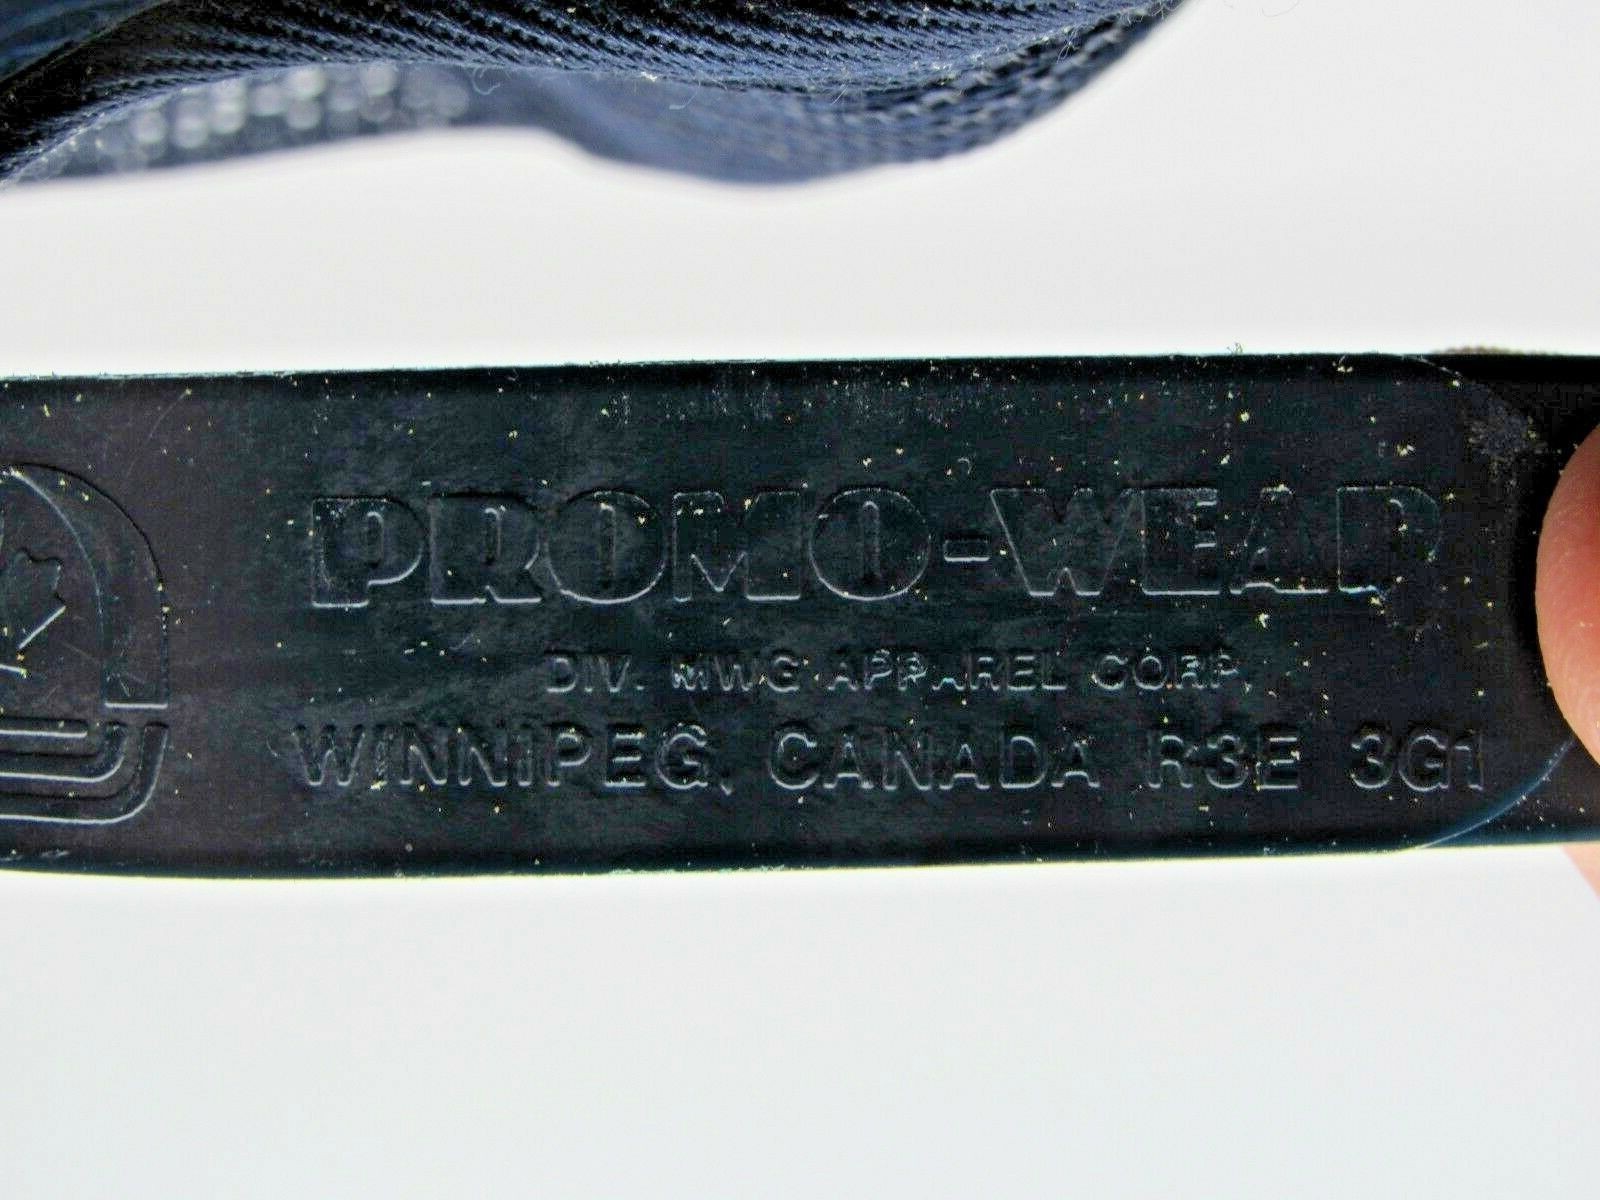 PROMO-WEAR
DIV. MWG APPAREL CORP.
WINNIPEG, CANADA R3E 3G1